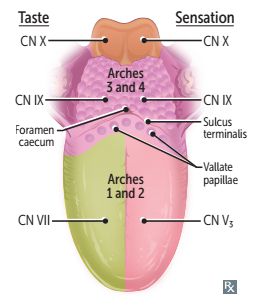 Taste Sensation
CN X CN X
Arches
3 and 4
CN IX CN IX
Foramen
caecum
Sulcus
terminalis
Vallate
papillae
Arches
1 and 2
CN VII CN V₃
Rx